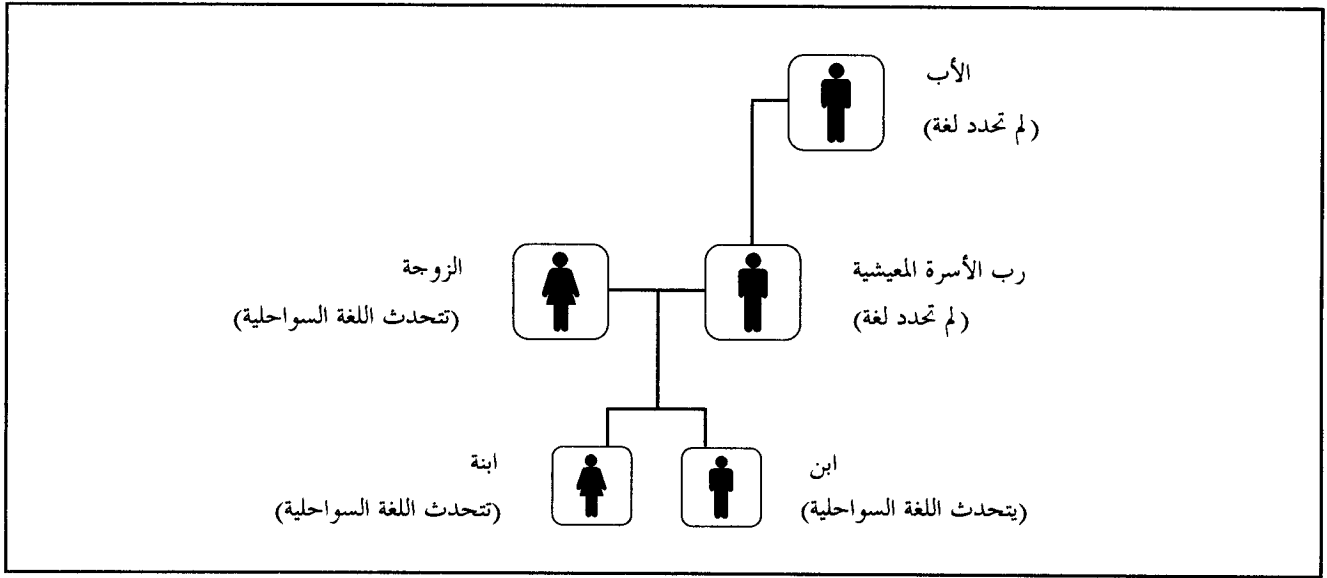 الأب
(لم تحدد لغة)
رب الأسرة المعيشية
(لم تحدد لغة)
الزوجة
(تتحدث اللغة السواحلية)
ابن
(يتحدث اللغة السواحلية)
ابنة
(تتحدث اللغة السواحلية)